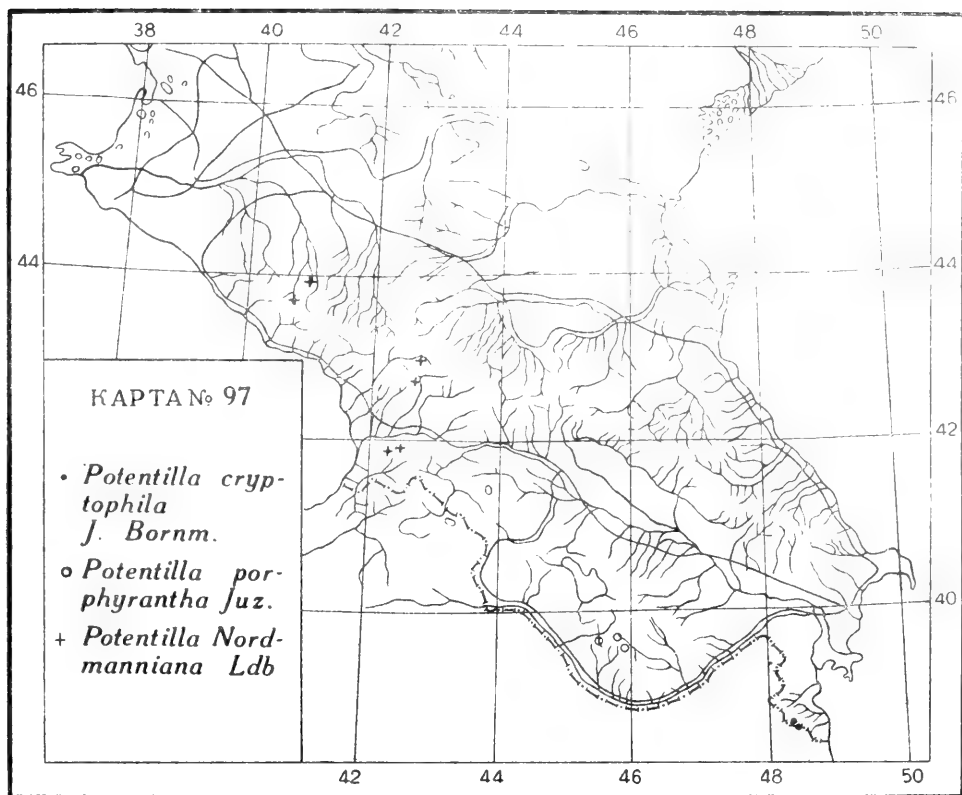 38 40 42 44 46 48 50
46 46
44 44
КАРТА № 97
42
• Potentilla cryp-
tophila
J. Bornm.
o Potentilla por-
phyrantha Juz.
40
+ Potentilla Nord-
manniana Ldb
42 44 46 48 50